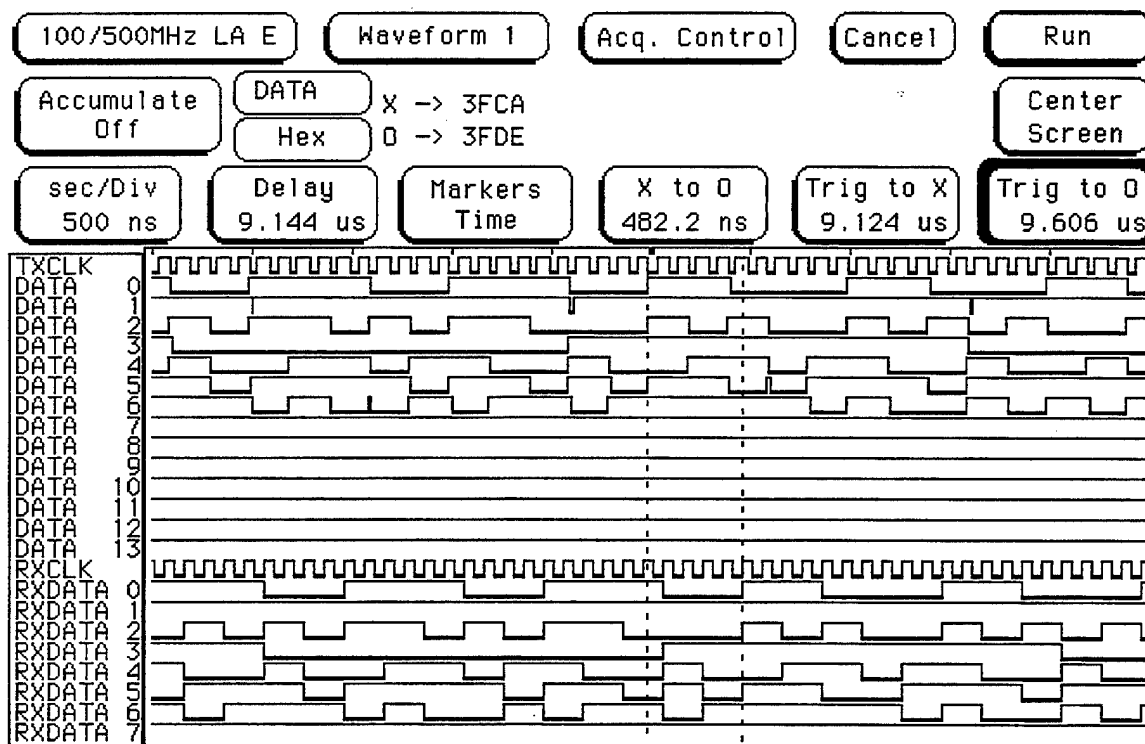 100/500MHz LA E Waveform 1 Acq. Control Cancel Run
Accumulate Off DATA X -> 3FCA Center Screen
Hex O -> 3FDE
sec/Div 500 ns Delay 9.144 us Markers Time X to O 482.2 ns Trig to X 9.124 us Trig to O 9.606 us
TXCLK
DATA 0
DATA 1
DATA 2
DATA 3
DATA 4
DATA 5
DATA 6
DATA 7
DATA 8
DATA 9
DATA 10
DATA 11
DATA 12
DATA 13
RXCLK
RXDATA 0
RXDATA 1
RXDATA 2
RXDATA 3
RXDATA 4
RXDATA 5
RXDATA 6
RXDATA 7